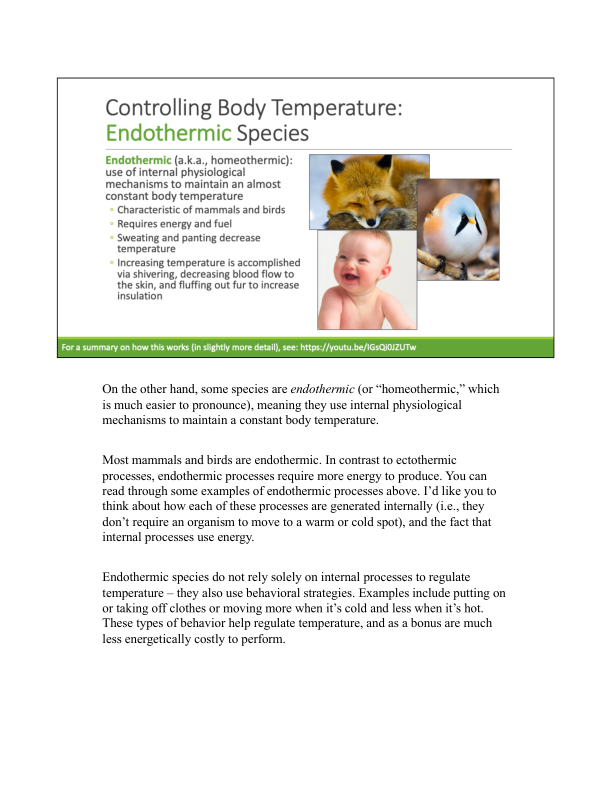 Controlling Body Temperature:
Endothermic Species
Endothermic (a.k.a., homeothermic):
use of internal physiological
mechanisms to maintain an almost
constant body temperature
• Characteristic of mammals and birds
• Requires energy and fuel
• Sweating and panting decrease
temperature
• Increasing temperature is accomplished
via shivering, decreasing blood flow to
the skin, and fluffing out fur to increase
insulation
For a summary on how this works (in slightly more detail), see: https://youtu.be/IGsQi0JZUTw
On the other hand, some species are endothermic (or “homeothermic,” which
is much easier to pronounce), meaning they use internal physiological
mechanisms to maintain a constant body temperature.
Most mammals and birds are endothermic. In contrast to ectothermic
processes, endothermic processes require more energy to produce. You can
read through some examples of endothermic processes above. I’d like you to
think about how each of these processes are generated internally (i.e., they
don’t require an organism to move to a warm or cold spot), and the fact that
internal processes use energy.
Endothermic species do not rely solely on internal processes to regulate
temperature – they also use behavioral strategies. Examples include putting on
or taking off clothes or moving more when it’s cold and less when it’s hot.
These types of behavior help regulate temperature, and as a bonus are much
less energetically costly to perform.